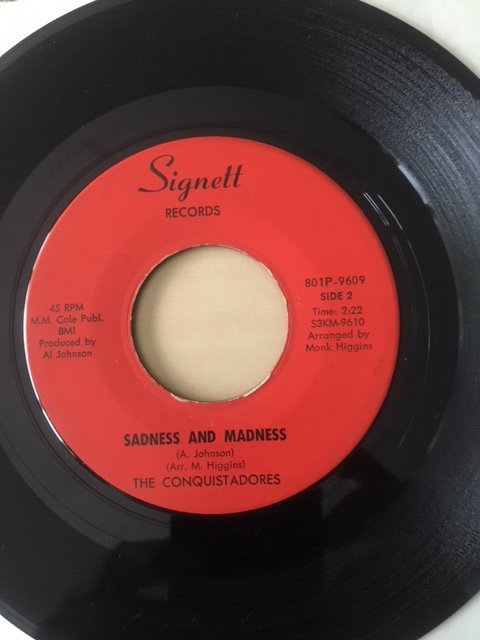 Signett
RECORDS
45 RPM
M.M. Cole Publ.
BMI
Produced by
Al Johnson
801P-9609
SIDE 2
Time: 2:22
S3KM-9610
Arranged by
Monk Higgins
SADNESS AND MADNESS
(A. Johnson)
(Arr. M. Higgins)
THE CONQUISTADORES